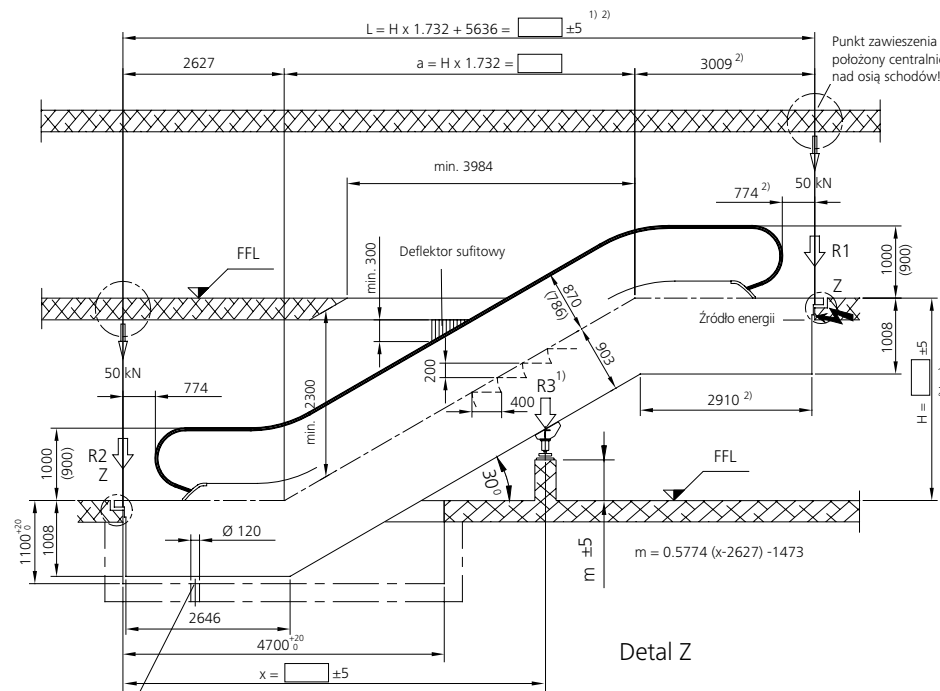 L = H x 1.732 + 5636 = ±5 1) 2)
Punkt zawieszenia
położony centralnie
nad osią schodów!
2627
a = H x 1.732 =
3009 2)
min. 3984
774 2)
50 kN
FFL
min. 300
Deflektor sufitowy
R1
Z
1000
(900)
870
(786)
Źródło energii
903
1008
H = ±5
50 kN
774
min. 2300
200
400
R3 1)
2910 2)
1000
(900)
R2
Z
30 0
FFL
1100 +20 0
1008
Ø 120
m ±5
m = 0.5774 (x-2627) -1473
2646
4700 +20 0
x = ±5
Detal Z